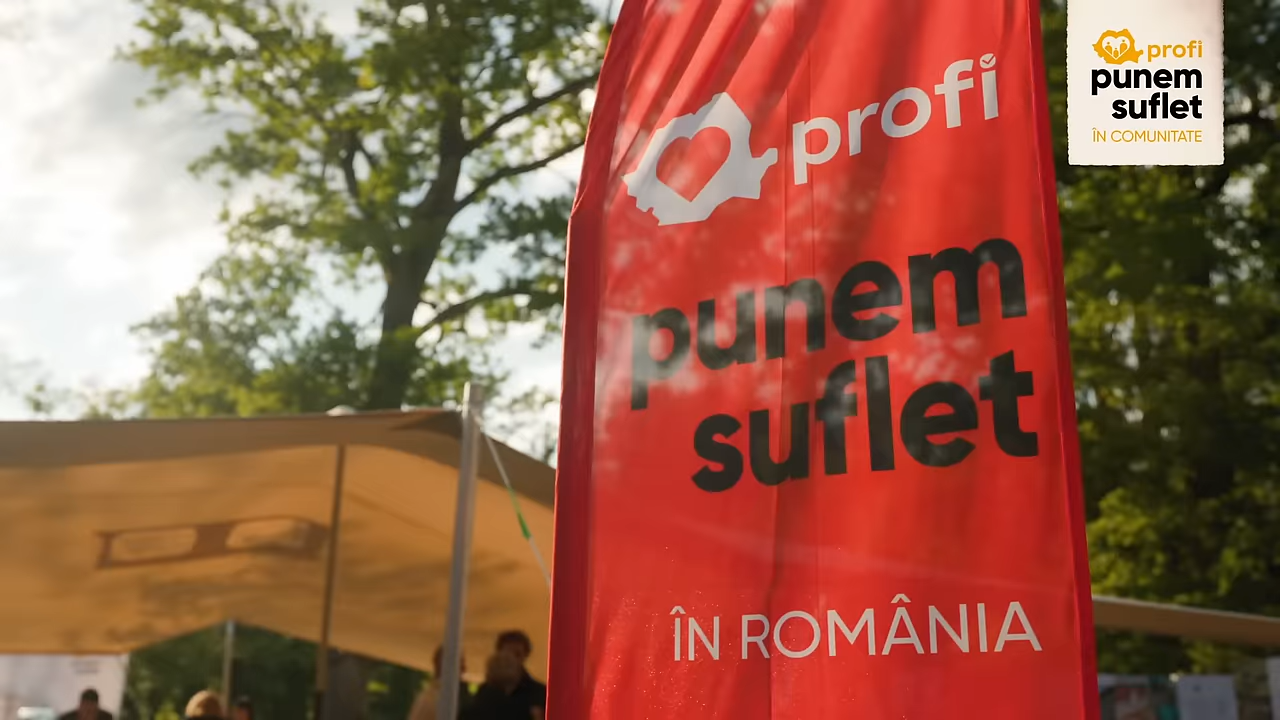 profi
punem
suflet
ÎN ROMÂNIA
profi
punem
suflet
ÎN COMUNITATE